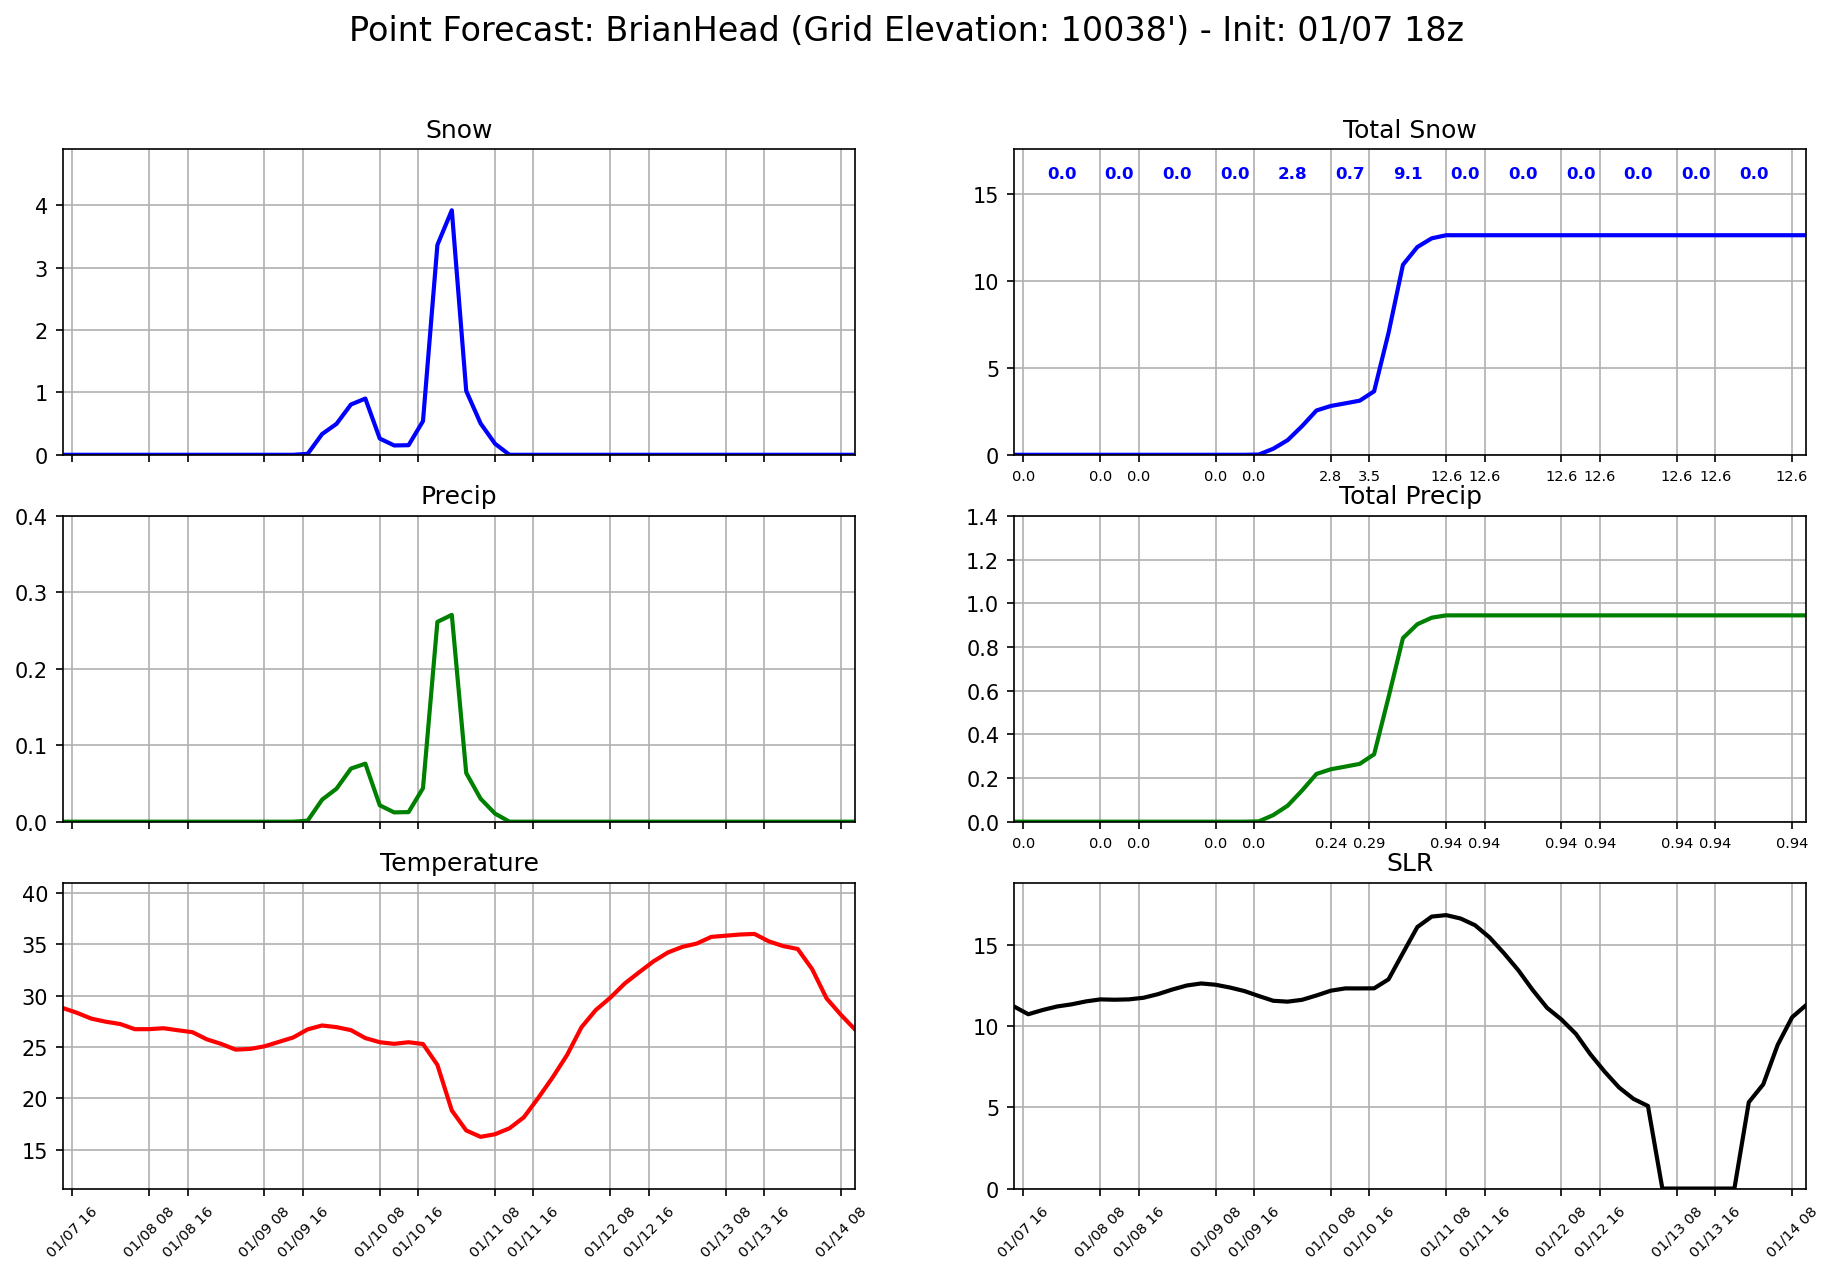 Point Forecast: BrianHead (Grid Elevation: 10038') - Init: 01/07 18z
Snow
4
3
2
1
0
Total Snow
0.0 0.0 0.0 0.0 2.8 0.7 9.1 0.0 0.0 0.0 0.0 0.0 0.0
15
10
5
0
0.0 0.0 0.0 0.0 0.0 2.8 3.5 12.6 12.6 12.6 12.6 12.6 12.6 12.6
Precip
0.4
0.3
0.2
0.1
0.0
Total Precip
1.4
1.2
1.0
0.8
0.6
0.4
0.2
0.0
0.0 0.0 0.0 0.0 0.0 0.24 0.29 0.94 0.94 0.94 0.94 0.94 0.94 0.94
Temperature
40
35
30
25
20
15
01/07 16 01/08 08 01/08 16 01/09 08 01/09 16 01/10 08 01/10 16 01/11 08 01/11 16 01/12 08 01/12 16 01/13 08 01/13 16 01/14 08
SLR
15
10
5
0
01/07 16 01/08 08 01/08 16 01/09 08 01/09 16 01/10 08 01/10 16 01/11 08 01/11 16 01/12 08 01/12 16 01/13 08 01/13 16 01/14 08